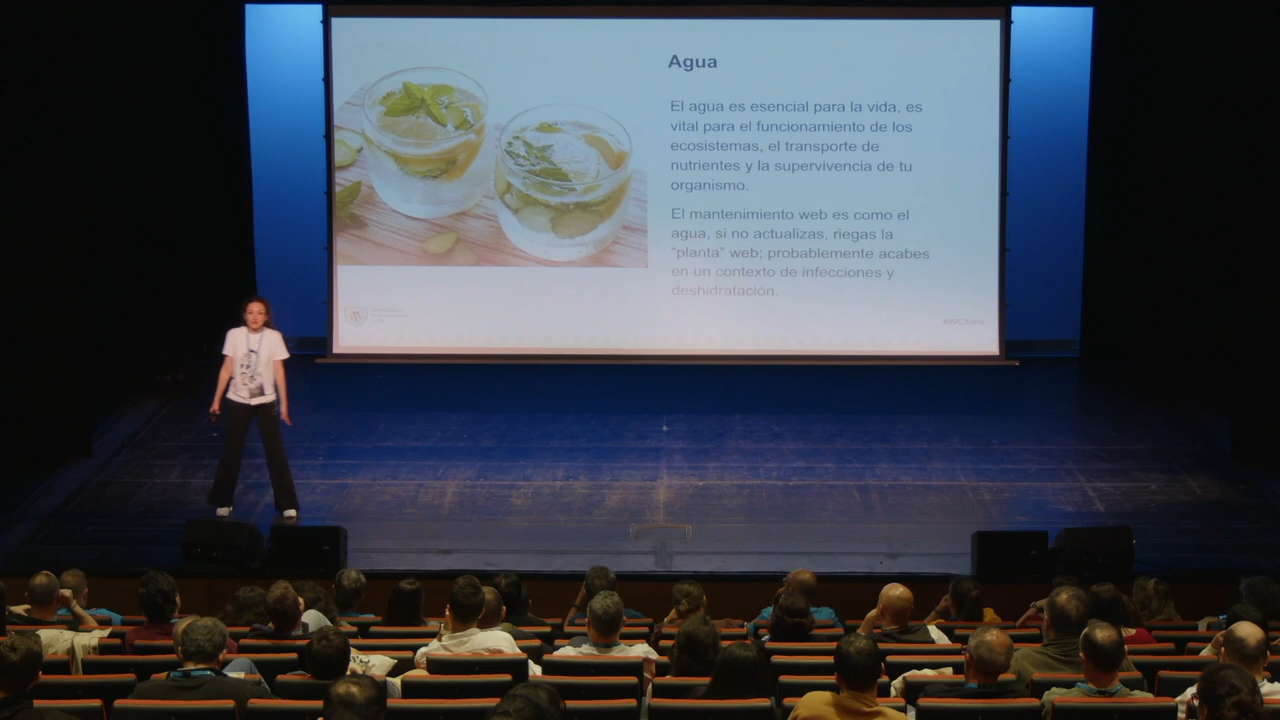 Agua
El agua es esencial para la vida, es
vital para el funcionamiento de los
ecosistemas, el transporte de
nutrientes y la supervivencia de tu
organismo.
El mantenimiento web es como el
agua, si no actualizas, riegas la
“planta” web; probablemente acabes
en un contexto de infecciones y
deshidratación.